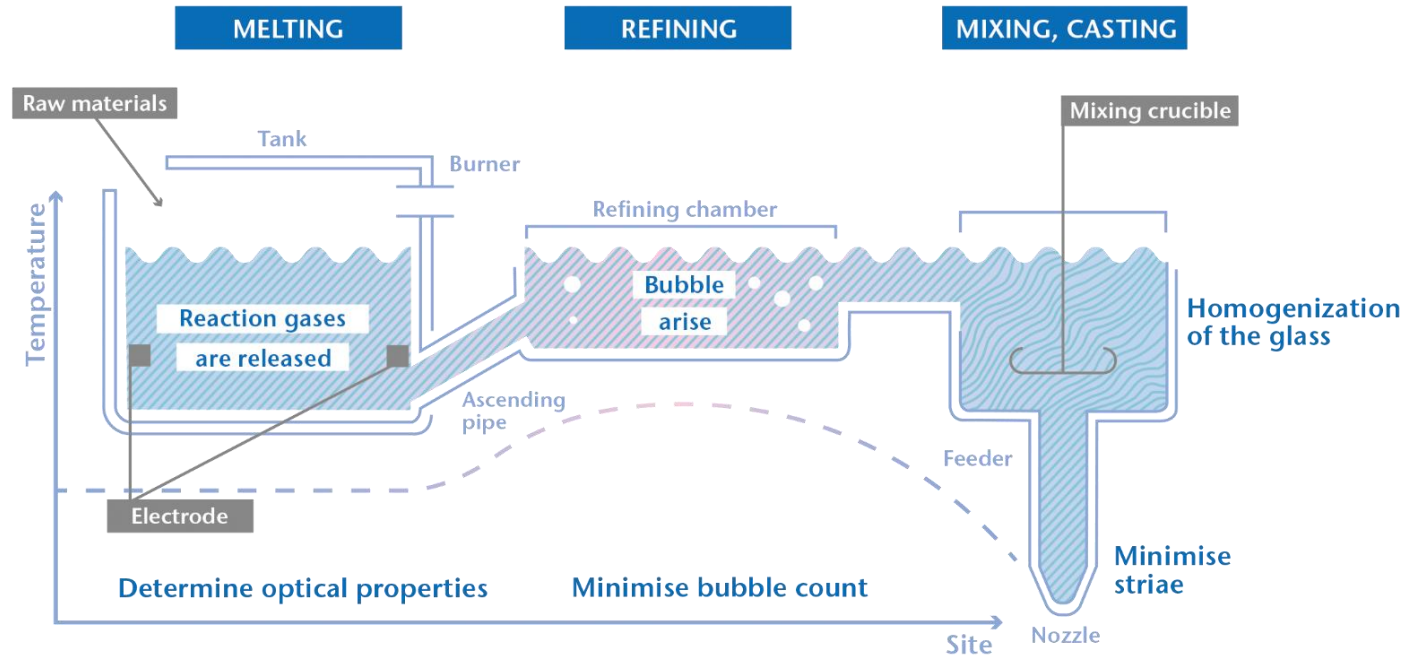 MELTING
REFINING
MIXING, CASTING
Raw materials
Mixing crucible
Tank
Burner
Refining chamber
Temperature
Bubble
arise
Reaction gases
are released
Homogenization
of the glass
Ascending
pipe
Feeder
Electrode
Minimise
striae
Determine optical properties
Minimise bubble count
Site
Nozzle